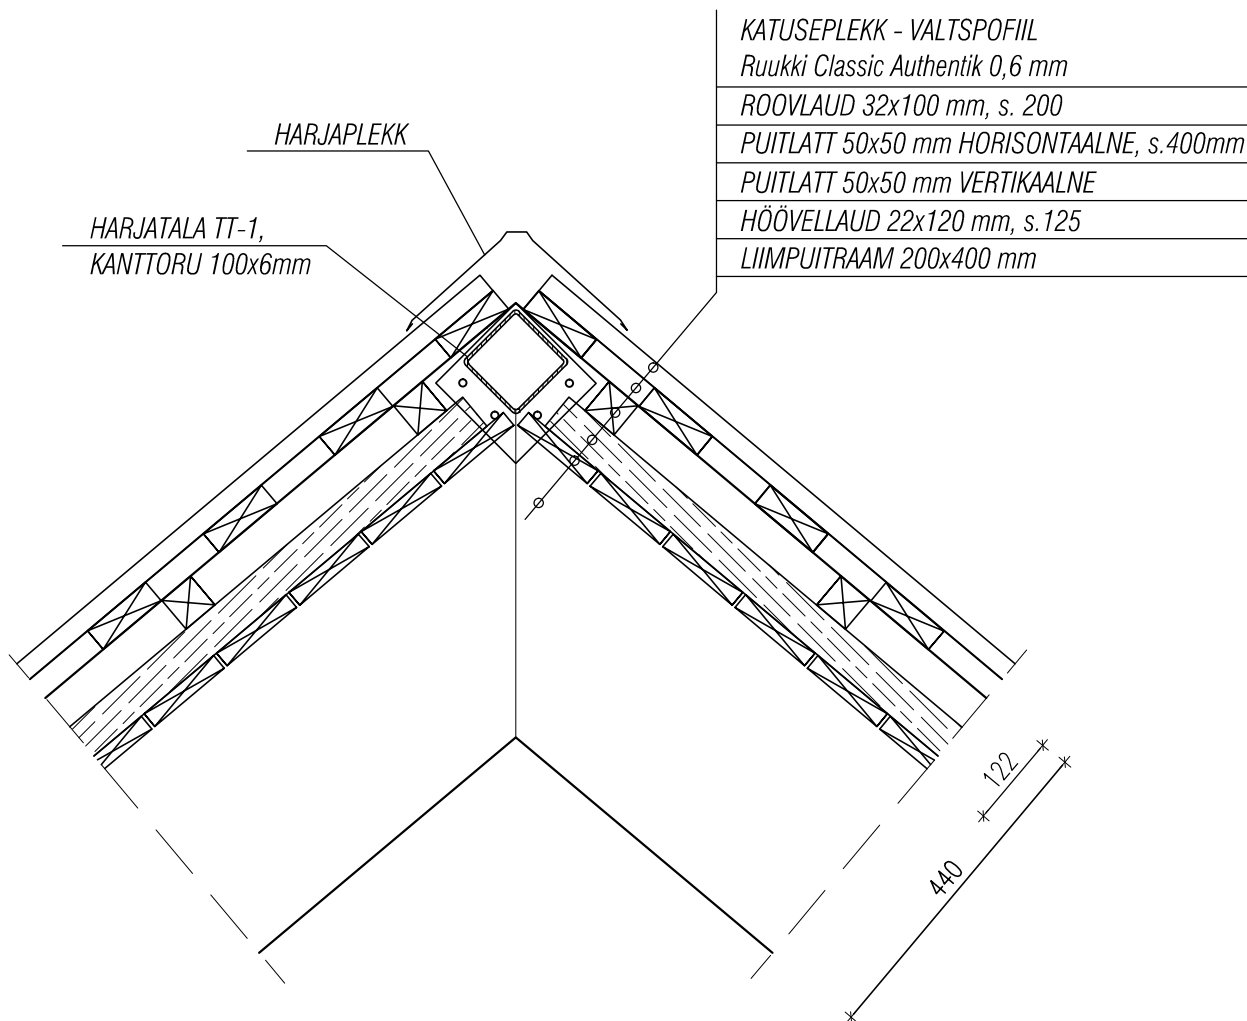 KATUSEPLEKK - VALTSPOFIIL
Ruukki Classic Authentik 0,6 mm
ROOVLAUD 32x100 mm, s. 200
PUITLATT 50x50 mm HORISONTAALNE, s.400mm
PUITLATT 50x50 mm VERTIKAALNE
HÖÖVELLAUD 22x120 mm, s.125
LIIMPUITRAAM 200x400 mm
HARJAPLEKK
HARJATALA TT-1,
KANTTORU 100x6mm
122
440